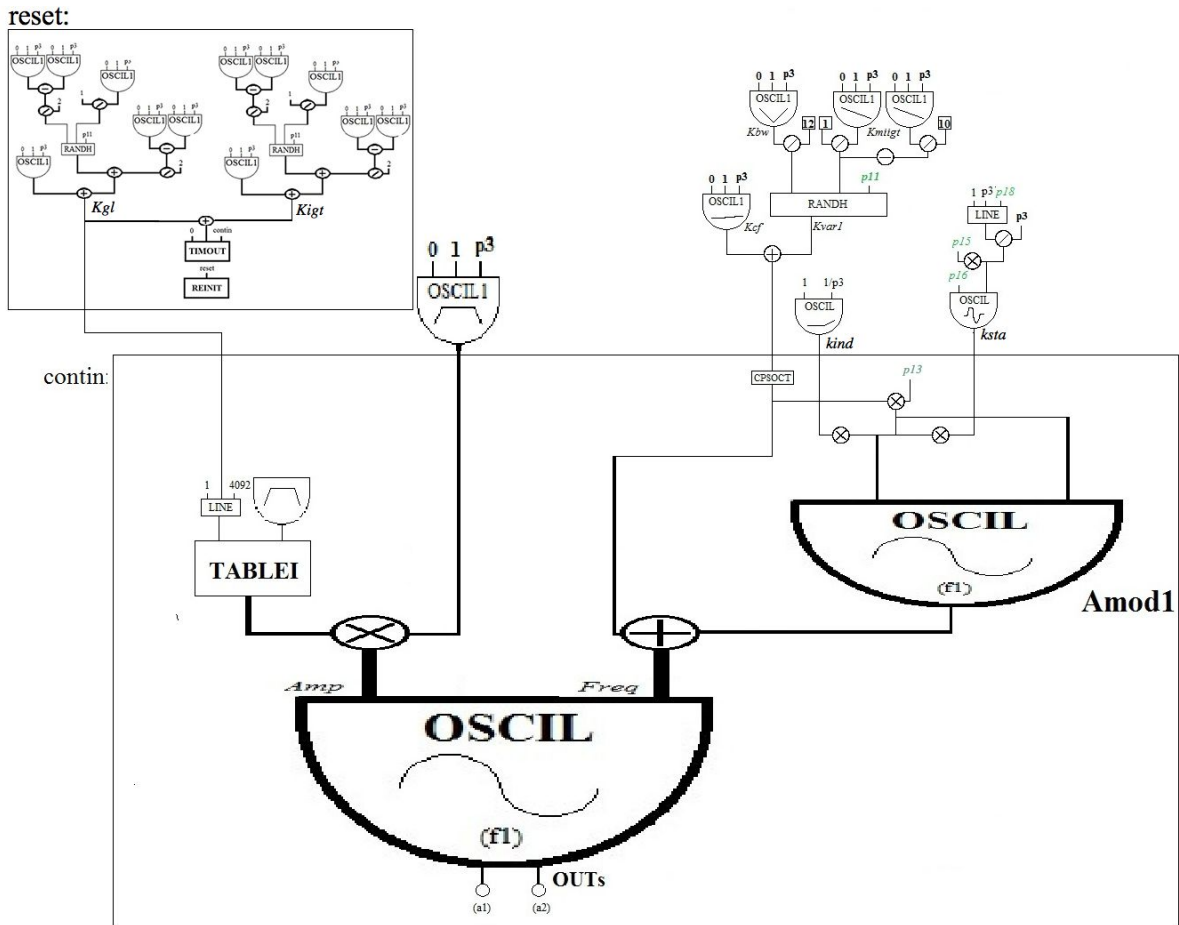 reset:
0 1 p3
0 1 p3
0 1 p3
0 1 p3
0 1 p3
0 1 p3
OSCIL1
OSCIL1
OSCIL1
OSCIL1
OSCIL1
OSCIL1
2
1
2
1
0 1 p3
0 1 p3
0 1 p3
0 1 p3
OSCIL1
OSCIL1
OSCIL1
OSCIL1
p11
p11
RANDH
RANDH
0 1 p3
0 1 p3
OSCIL1
OSCIL1
2
2
Kgl
Kigt
0
contin
TIMOUT
reset
REINIT
0 1 p3
OSCIL1
0 1 p3
0 1 p3
0 1 p3
OSCIL1
OSCIL1
OSCIL1
Kbw
12
1
Kmiigt
10
p11
0 1 p3
OSCIL1
RANDH
Kcf
Kvar1
1 p3 p18
LINE
p3
p15
p16
1 1/p3
OSCIL
OSCIL
kind
ksta
contin:
CPSOCT
p13
1 4092
LINE
TABLEI
OSCIL
(f1)
Amod1
Amp
Freq
OSCIL
(f1)
OUTs
(a1)
(a2)